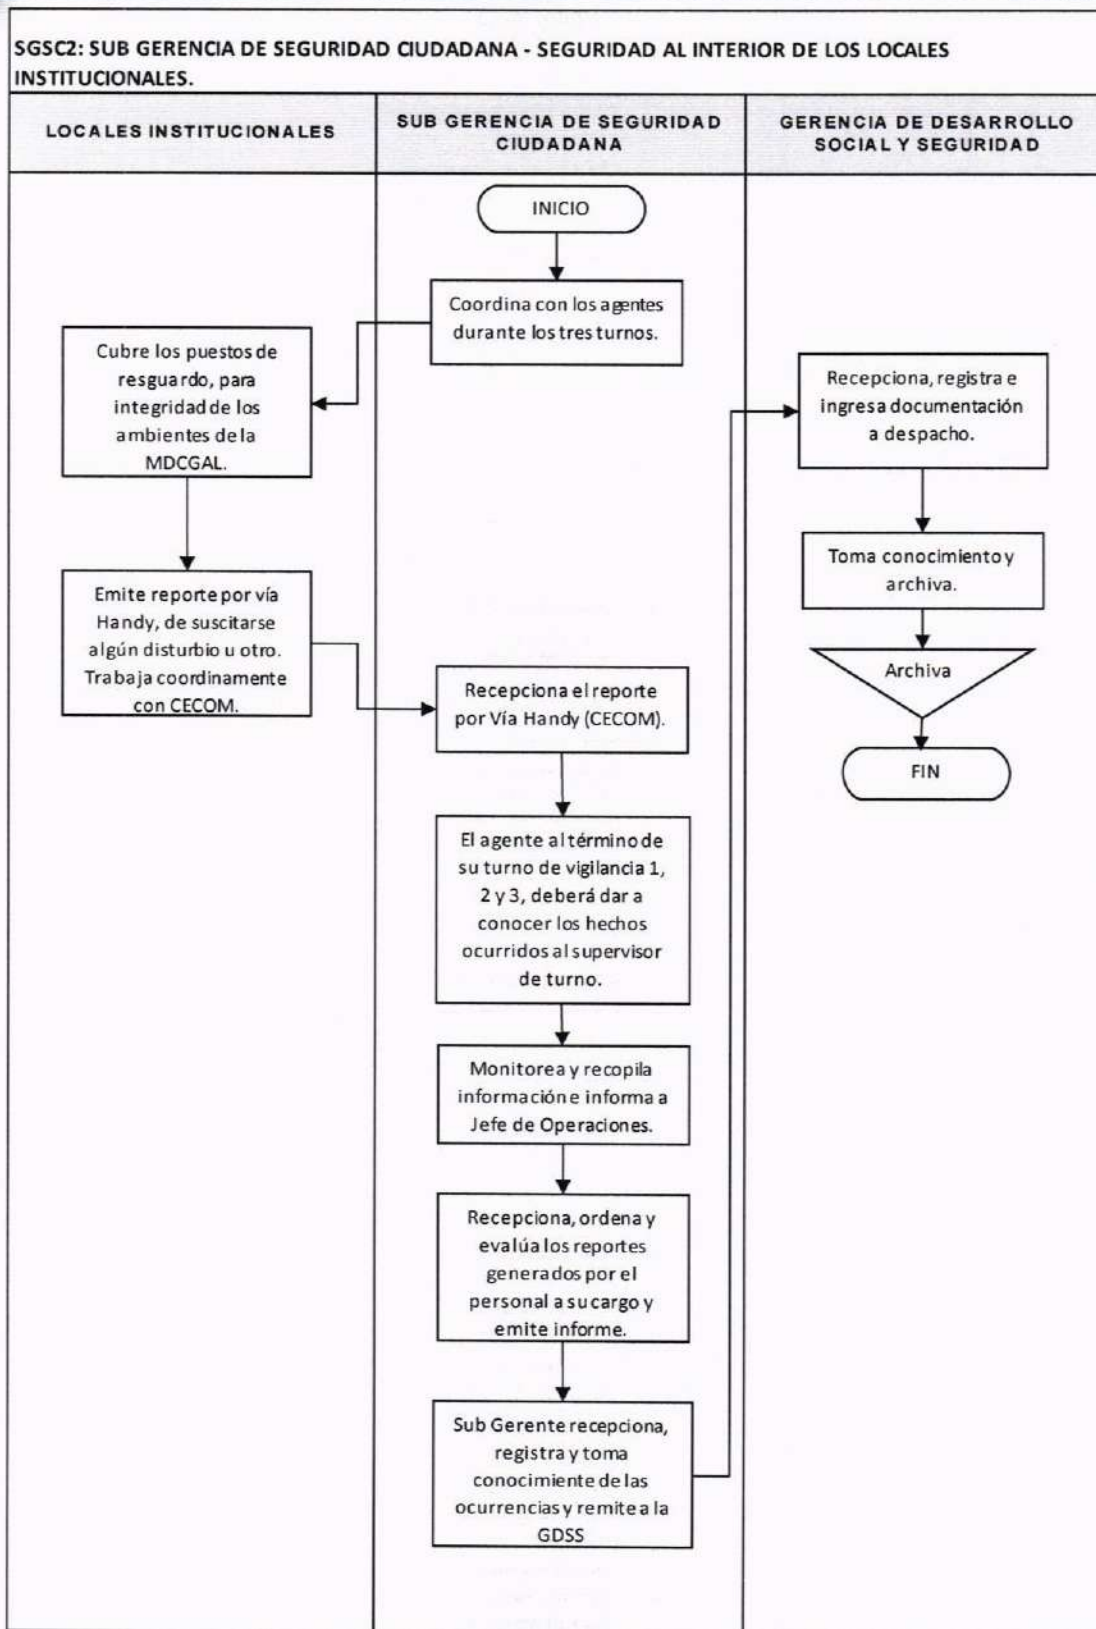 SGSC2: SUB GERENCIA DE SEGURIDAD CIUDADANA - SEGURIDAD AL INTERIOR DE LOS LOCALES
INSTITUCIONALES.
LOCALES INSTITUCIONALES
SUB GERENCIA DE SEGURIDAD
CIUDADANA
GERENCIA DE DESARROLLO
SOCIAL Y SEGURIDAD
INICIO
Coordina con los agentes
durante los tres turnos.
Cubre los puestos de
resguardo, para
integridad de los
ambientes de la
MDCGAL.
Emite reporte por vía
Handy, de suscitarse
algún disturbio u otro.
Trabaja coordinamente
con CECOM.
Recepciona el reporte
por Vía Handy (CECOM).
El agente al término de
su turno de vigilancia 1,
2 y 3, deberá dar a
conocer los hechos
ocurridos al supervisor
de turno.
Monitorea y recopila
información e informa a
Jefe de Operaciones.
Recepciona, ordena y
evalúa los reportes
generados por el
personal a su cargo y
emite informe.
Sub Gerente recepciona,
registra y toma
conocimiente de las
ocurrencias y remite a la
GDSS
Recepciona, registra e
ingresa documentación
a despacho.
Toma conocimiento y
archiva.
Archiva
FIN